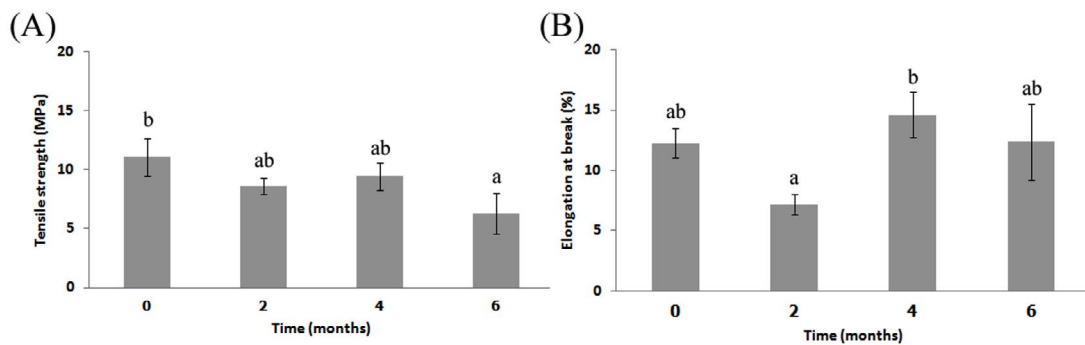 (A)
Tensile strength (MPa)
20
15
10
5
0
b
ab
ab
a
0 2 4 6
Time (months)
(B)
Elongation at break (%)
20
15
10
5
0
ab
a
b
ab
0 2 4 6
Time (months)